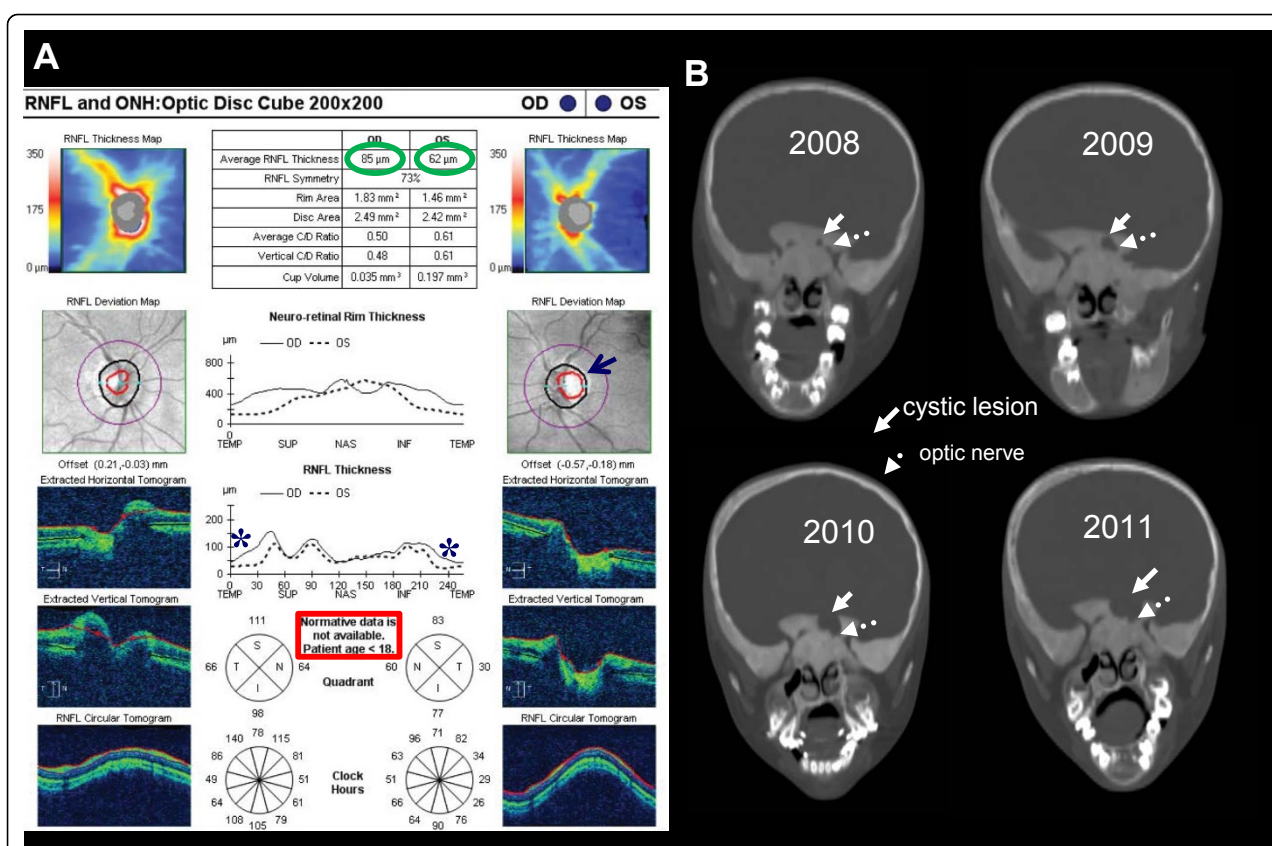 A
RNFL and ONH:Optic Disc Cube 200x200 OD OS
RNFL Thickness Map
350
175
0 µm
OD OS
Average RNFL Thickness 85 µm 62 µm
RNFL Symmetry 73%
Rim Area 1.83 mm² 1.46 mm²
Disc Area 2.49 mm² 2.42 mm²
Average C/D Ratio 0.50 0.61
Vertical C/D Ratio 0.48 0.61
Cup Volume 0.035 mm³ 0.197 mm³
RNFL Thickness Map
350
175
0 µm
RNFL Deviation Map
Offset (0.21,-0.03) mm
Neuro-retinal Rim Thickness
µm OD OS
800
400
0
0
TEMP SUP NAS INF TEMP
RNFL Deviation Map
Offset (-0.57,-0.18) mm
Extracted Horizontal Tomogram
T N
RNFL Thickness
µm OD OS
200
* *
100
0
0 30 60 90 120 150 180 210 240
TEMP SUP NAS INF TEMP
Extracted Horizontal Tomogram
T N
Extracted Vertical Tomogram
T N
111
66 S T N I 64
98
Normative data is
not available.
Patient age < 18.
Quadrant
83
60 S N T I 30
77
Extracted Vertical Tomogram
T N
RNFL Circular Tomogram
140 78 115
86 81
49 51
64 61
108 105 79
Clock
Hours
96 71 82
63 34
51 29
66 26
64 90 76
RNFL Circular Tomogram
B
2008
2009
cystic lesion
optic nerve
2010
2011